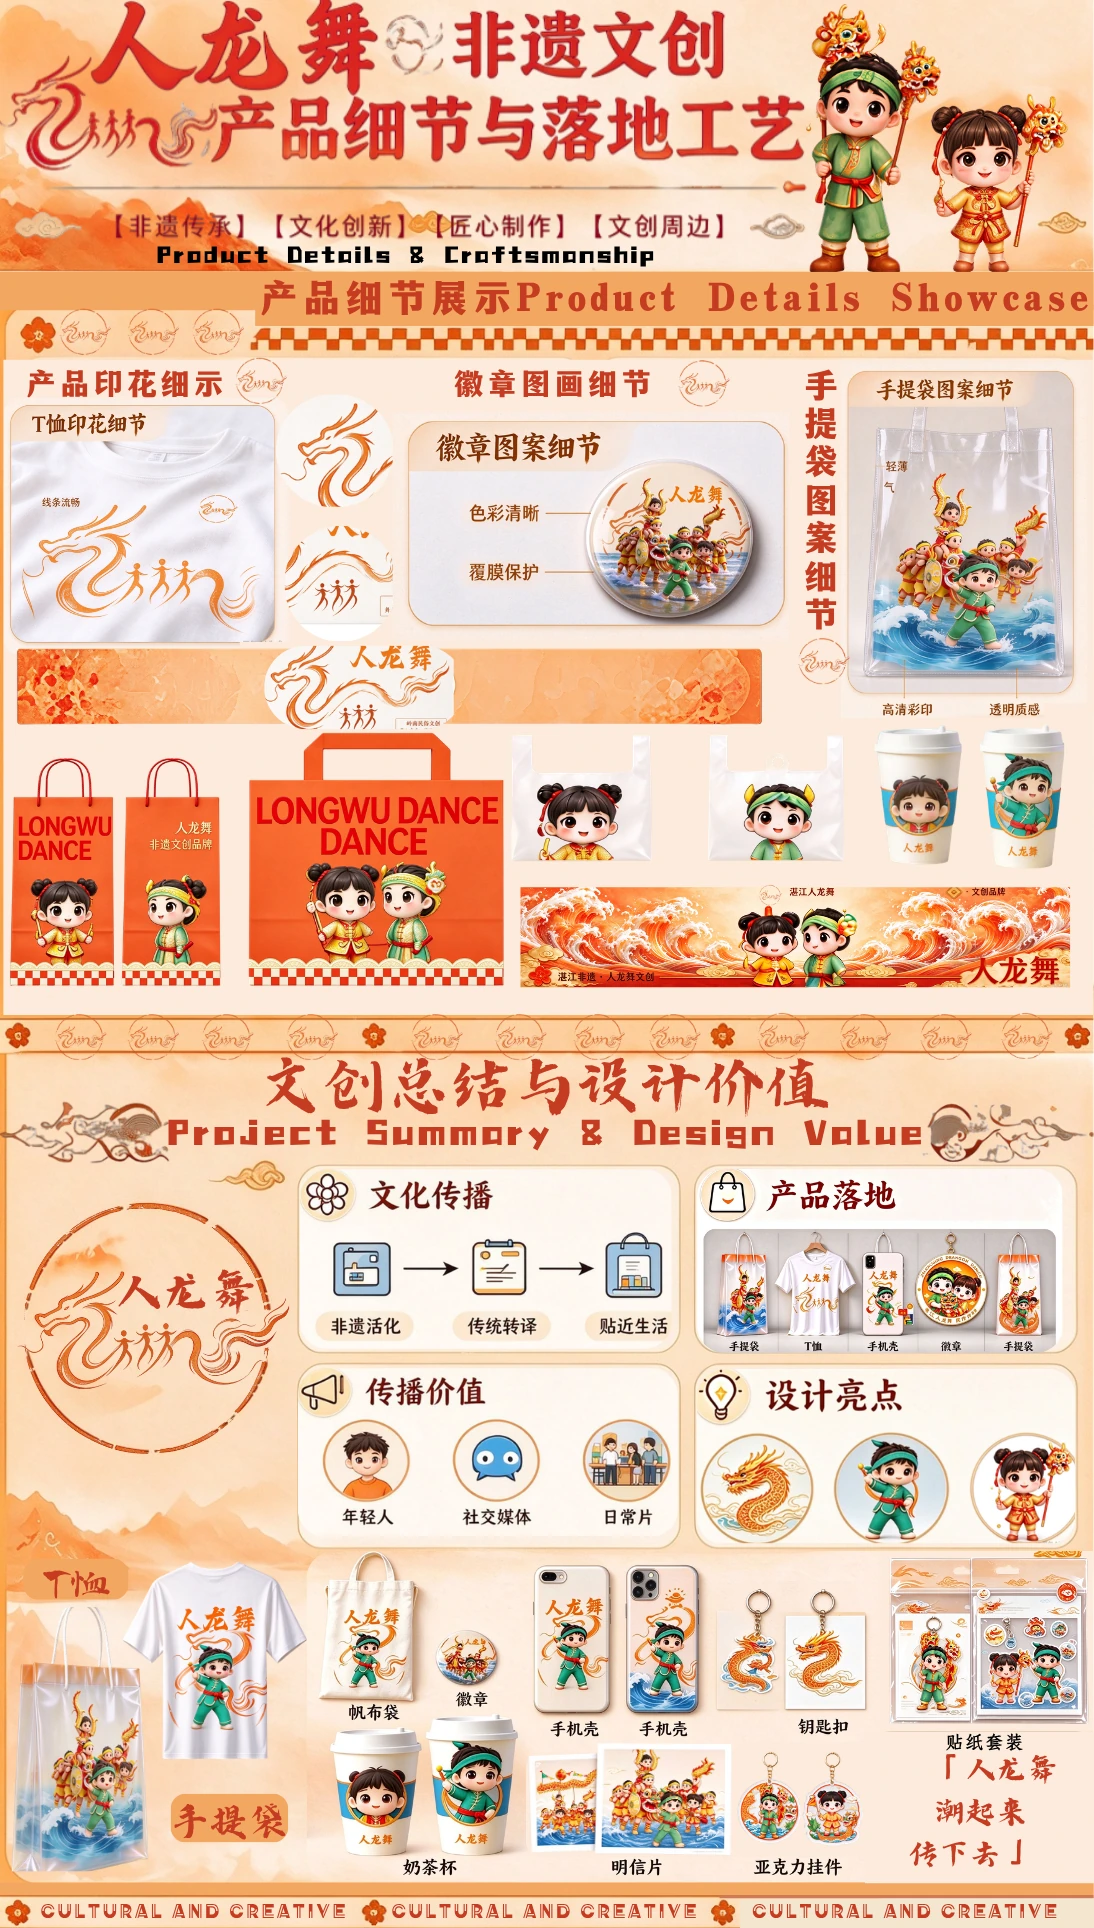 人龙舞 非遗文创
产品细节与落地工艺
【非遗传承】【文化创新】【匠心制作】【文创周边】
Product Details & Craftsmanship
产品细节展示Product Details Showcase
产品印花细示
T恤印花细节
线条流畅
徽章图画细节
徽章图案细节
色彩清晰
覆膜保护
人龙舞
手提袋图案细节
手提袋图案细节
轻薄
气
高清彩印
透明质感
人龙舞
岭南民俗文创
LONGWU
DANCE
人龙舞
非遗文创品牌
LONGWU DANCE
DANCE
人龙舞
人龙舞
湛江人龙舞
·文创品牌
湛江非遗·人龙舞文创
人龙舞
文创总结与设计价值
Project Summary & Design Value
人龙舞
文化传播
非遗活化
传统转译
贴近生活
产品落地
人龙舞
人龙舞
手提袋
T恤
手机壳
徽章
手提袋
传播价值
年轻人
社交媒体
日常片
设计亮点
T恤
人龙舞
人龙舞
帆布袋
徽章
人龙舞
手机壳
手机壳
钥匙扣
贴纸套装
手提袋
人龙舞
人龙舞
奶茶杯
明信片
亚克力挂件
「人龙舞
潮起来
传下去」
CULTURAL AND CREATIVE
CULTURAL AND CREATIVE
CULTURAL AND CREATIVE